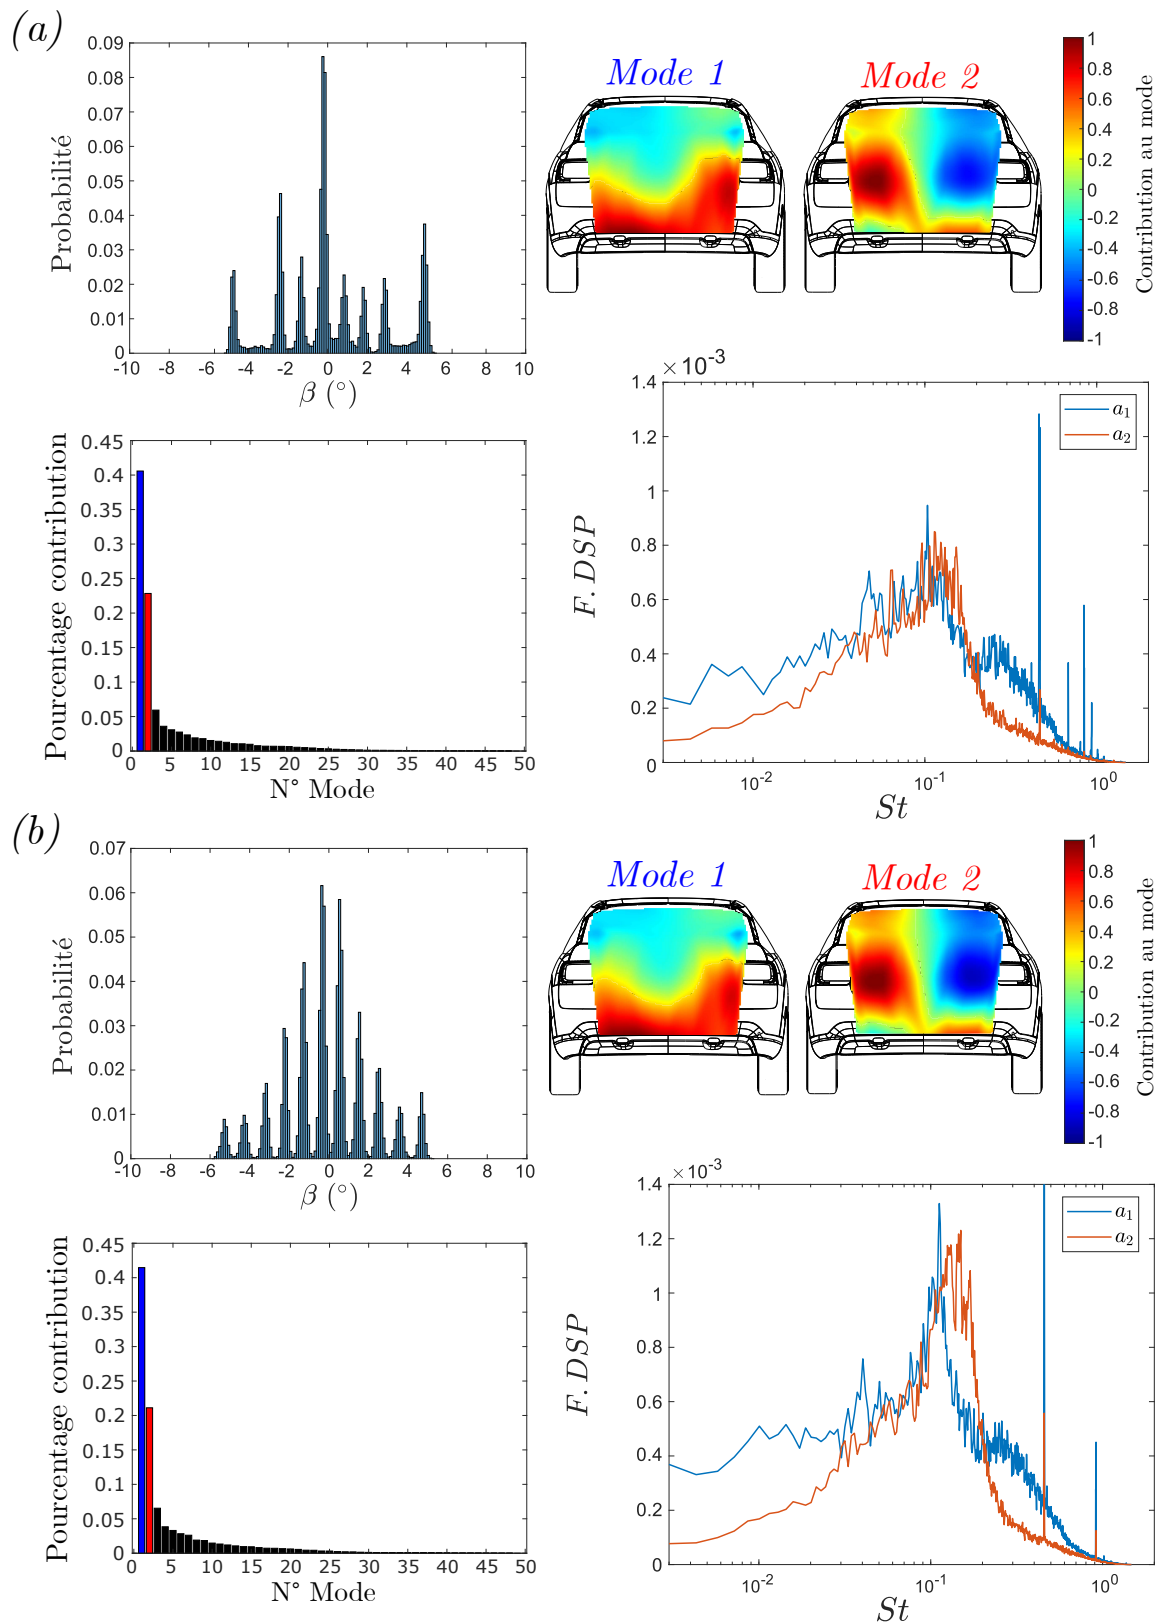 (a)
Probabilité
0.09
0.08
0.07
0.06
0.05
0.04
0.03
0.02
0.01
0
-10 -8 -6 -4 -2 0 2 4 6 8 10
β (°)
Mode 1
Mode 2
1
0.8
0.6
0.4
0.2
0
-0.2
-0.4
-0.6
-0.8
-1
Contribution au mode
Pourcentage contribution
0.45
0.4
0.35
0.3
0.25
0.2
0.15
0.1
0.05
0
0 5 10 15 20 25 30 35 40 45 50
N° Mode
×10⁻³
F.DSP
1.4
1.2
1
0.8
0.6
0.4
0.2
0
10⁻² 10⁻¹ 10⁰
St
a₁
a₂
(b)
Probabilité
0.07
0.06
0.05
0.04
0.03
0.02
0.01
0
-10 -8 -6 -4 -2 0 2 4 6 8 10
β (°)
Mode 1
Mode 2
1
0.8
0.6
0.4
0.2
0
-0.2
-0.4
-0.6
-0.8
-1
Contribution au mode
Pourcentage contribution
0.45
0.4
0.35
0.3
0.25
0.2
0.15
0.1
0.05
0
0 5 10 15 20 25 30 35 40 45 50
N° Mode
×10⁻³
F.DSP
1.4
1.2
1
0.8
0.6
0.4
0.2
0
10⁻² 10⁻¹ 10⁰
St
a₁
a₂